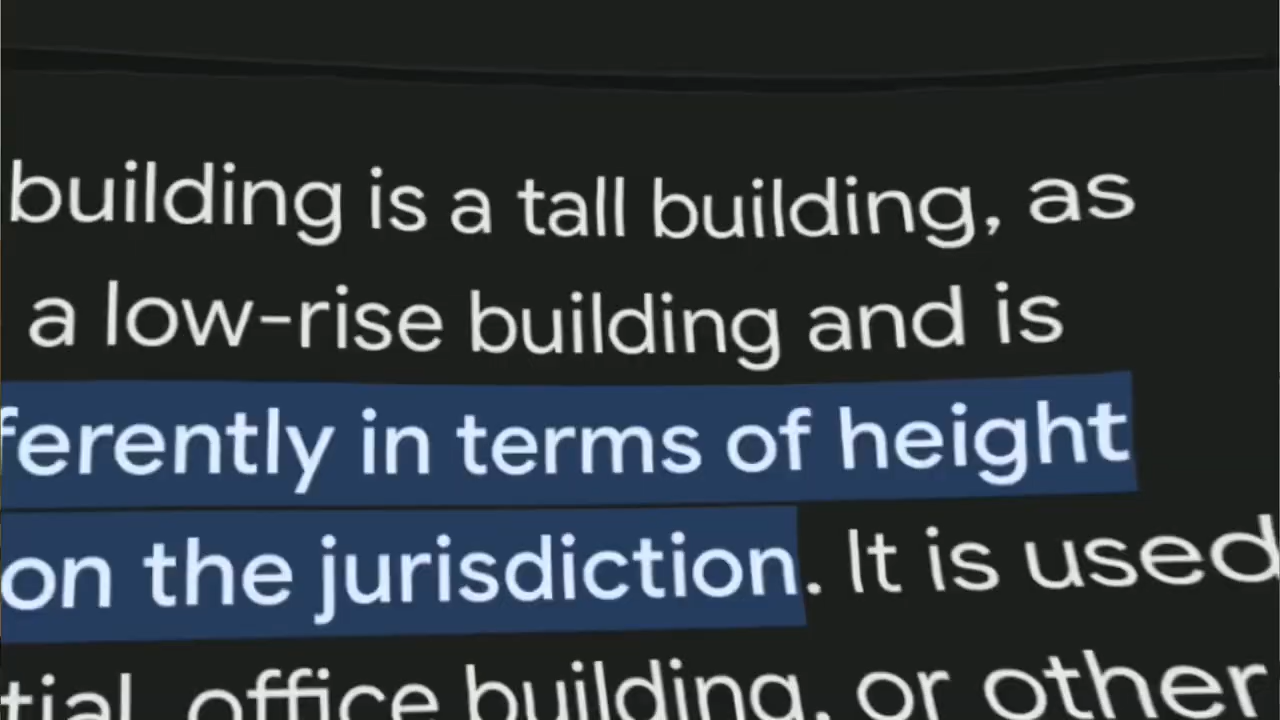 building is a tall building, as
a low-rise building and is
ferently in terms of height
on the jurisdiction. It is used
tial, office building, or other